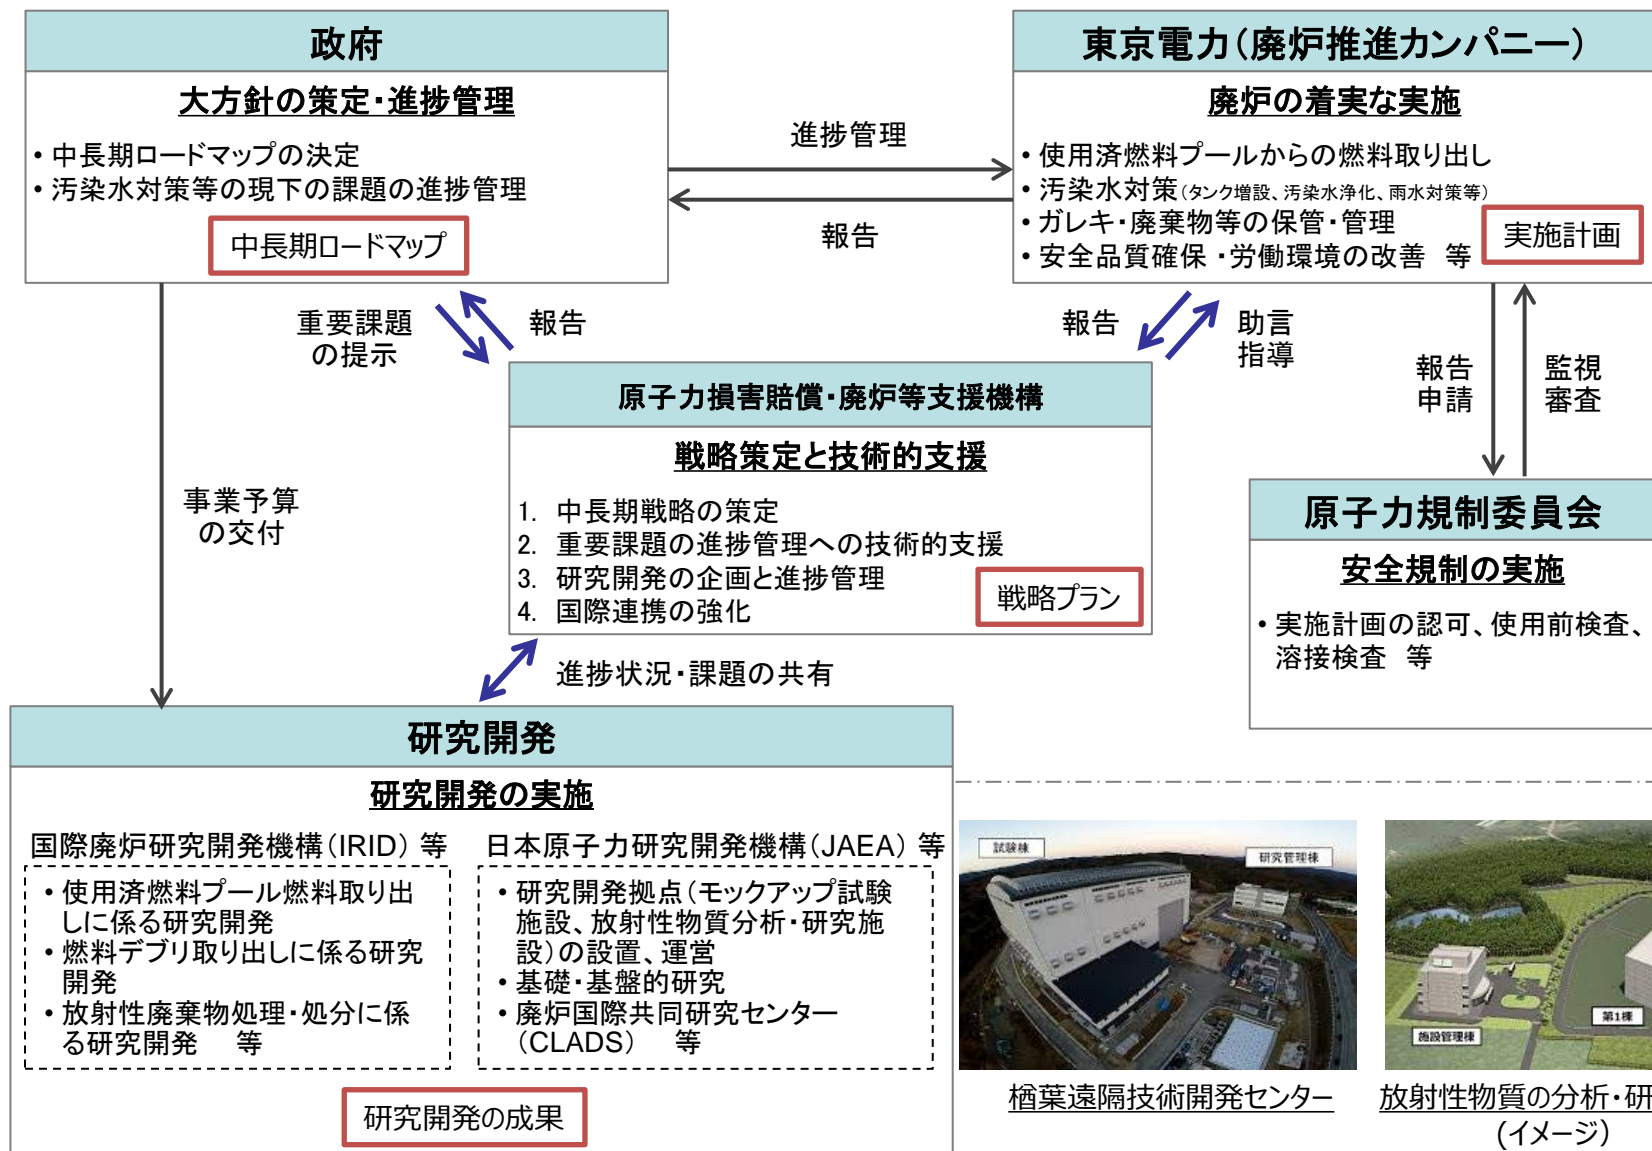 政府
大方針の策定・進捗管理
• 中長期ロードマップの決定
• 汚染水対策等の現下の課題の進捗管理
中長期ロードマップ
進捗管理
報告
東京電力（廃炉推進カンパニー）
廃炉の着実な実施
• 使用済燃料プールからの燃料取り出し
• 汚染水対策（タンク増設、汚染水浄化、雨水対策等）
• ガレキ・廃棄物等の保管・管理
• 安全品質確保・労働環境の改善　等
実施計画
重要課題
の提示
報告
報告
助言
指導
報告
申請
監視
審査
原子力損害賠償・廃炉等支援機構
戦略策定と技術的支援
1. 中長期戦略の策定
2. 重要課題の進捗管理への技術的支援
3. 研究開発の企画と進捗管理
4. 国際連携の強化
戦略プラン
事業予算
の交付
原子力規制委員会
安全規制の実施
• 実施計画の認可、使用前検査、
溶接検査　等
進捗状況・課題の共有
研究開発
研究開発の実施
国際廃炉研究開発機構（IRID）等
• 使用済燃料プール燃料取り出
しに係る研究開発
• 燃料デブリ取り出しに係る研究
開発
• 放射性廃棄物処理・処分に係
る研究開発　等
日本原子力研究開発機構（JAEA）等
• 研究開発拠点（モックアップ試験
施設、放射性物質分析・研究施
設）の設置、運営
• 基礎・基盤的研究
• 廃炉国際共同研究センター
（CLADS）　等
研究開発の成果
試験棟
研究管理棟
楢葉遠隔技術開発センター
施設管理棟
第1棟
放射性物質の分析・研
(イメージ)